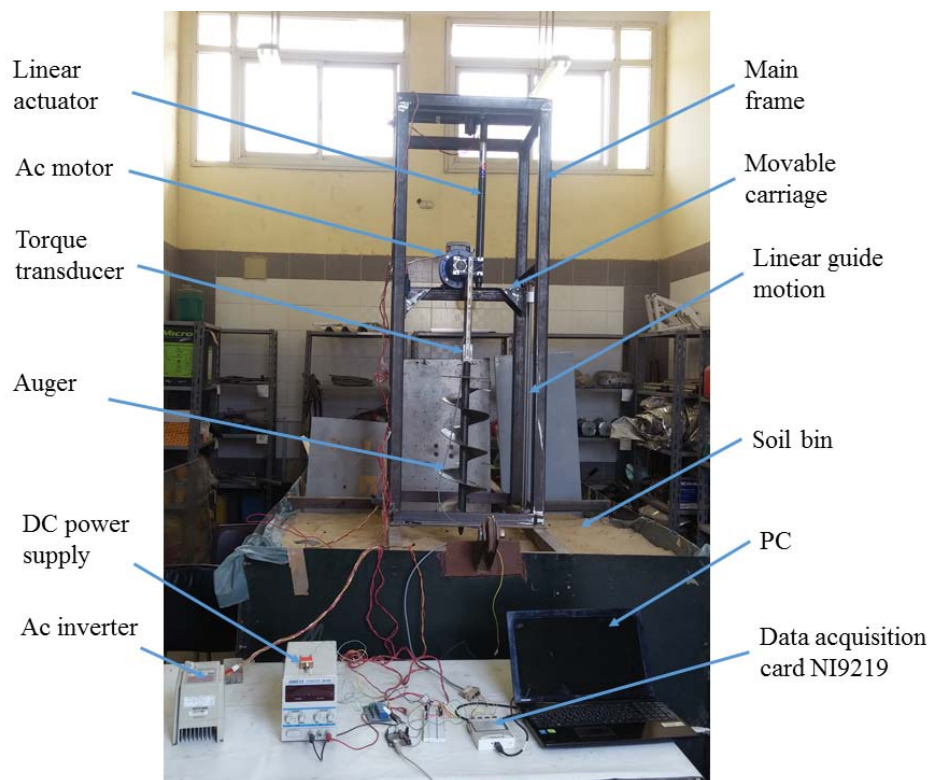 Linear
actuator
Ac motor
Torque
transducer
Auger
DC power
supply
Ac inverter
Main
frame
Movable
carriage
Linear guide
motion
Soil bin
PC
Data acquisition
card NI9219